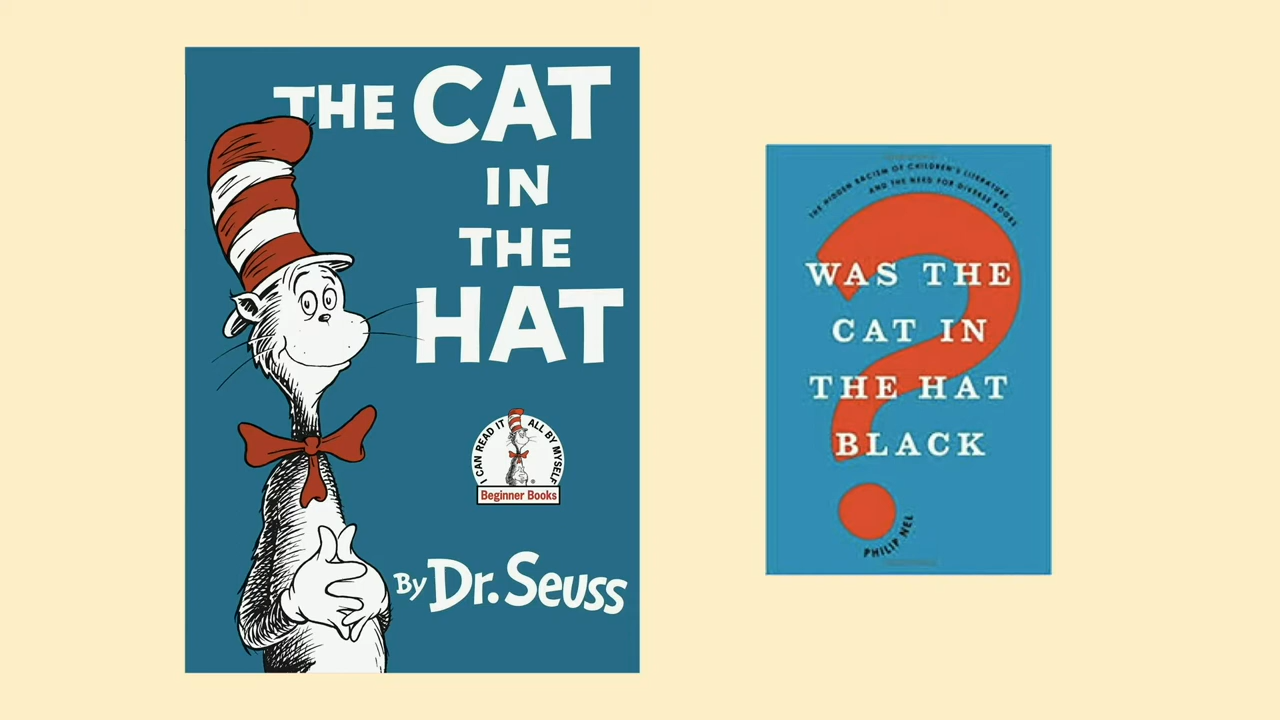 THE CAT
IN
THE
HAT
I CAN READ IT ALL BY MYSELF
Beginner Books
By Dr. Seuss
THE HIDDEN RACISM OF CHILDREN'S LITERATURE,
AND THE NEED FOR DIVERSE BOOKS
WAS THE
CAT IN
THE HAT
BLACK
PHILIP NEL